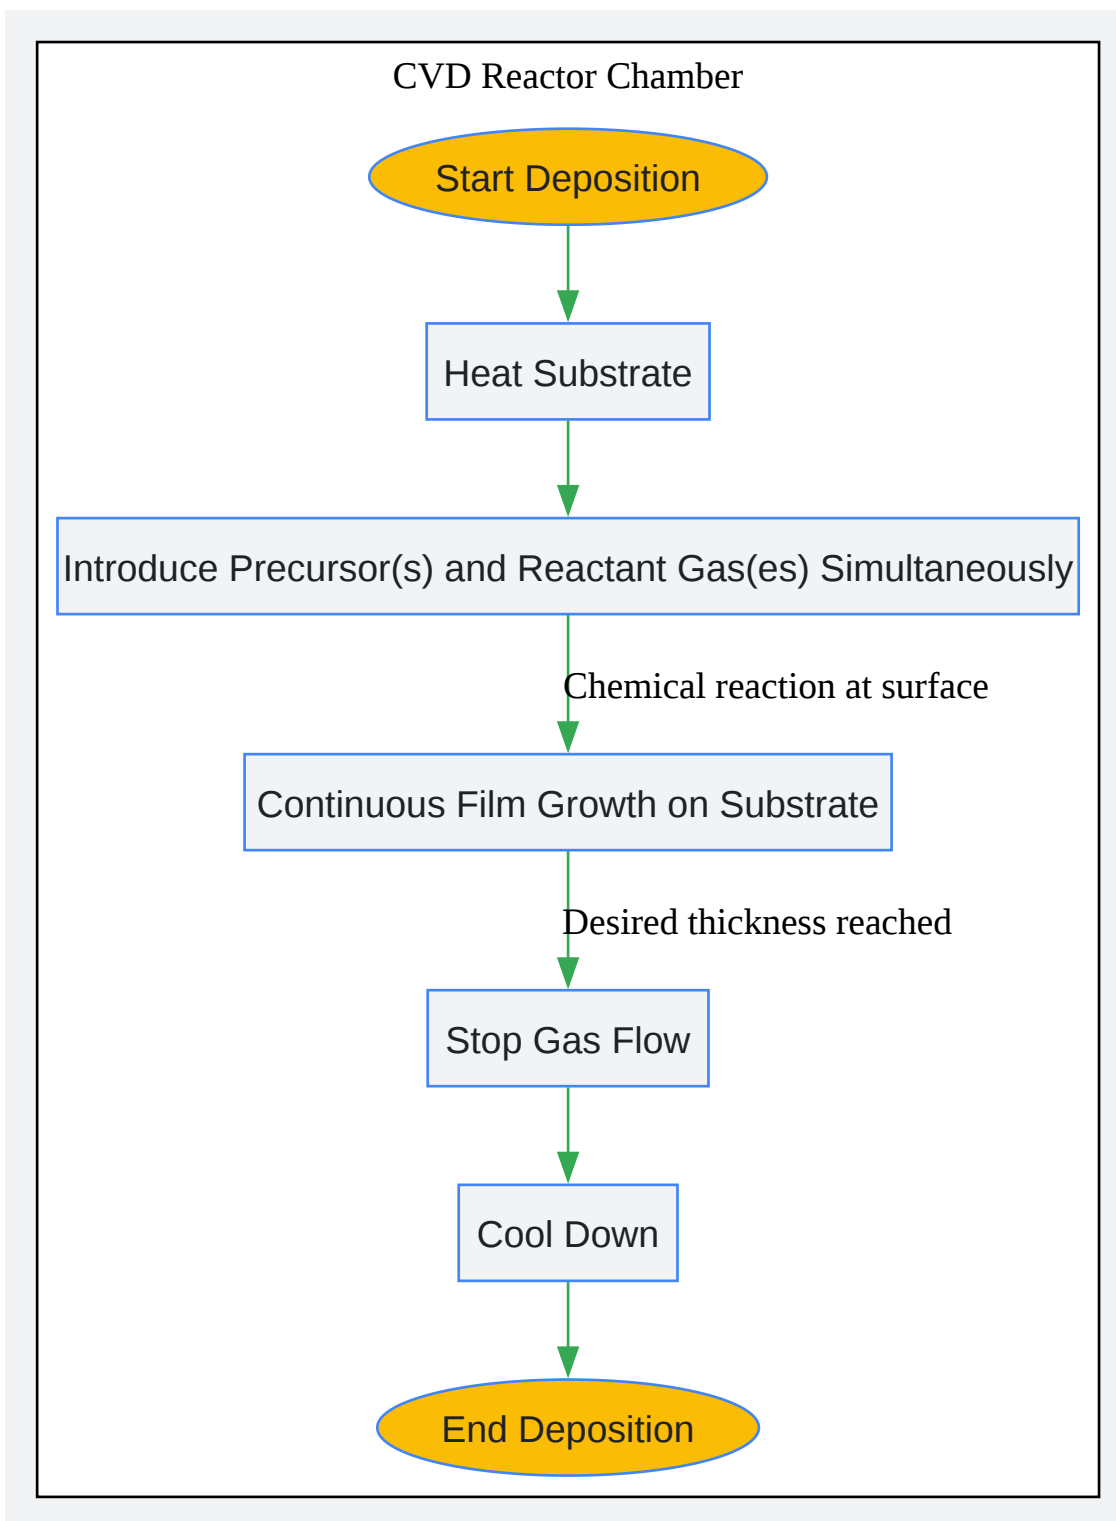 CVD Reactor Chamber
Start Deposition
Heat Substrate
Introduce Precursor(s) and Reactant Gas(es) Simultaneously
Chemical reaction at surface
Continuous Film Growth on Substrate
Desired thickness reached
Stop Gas Flow
Cool Down
End Deposition